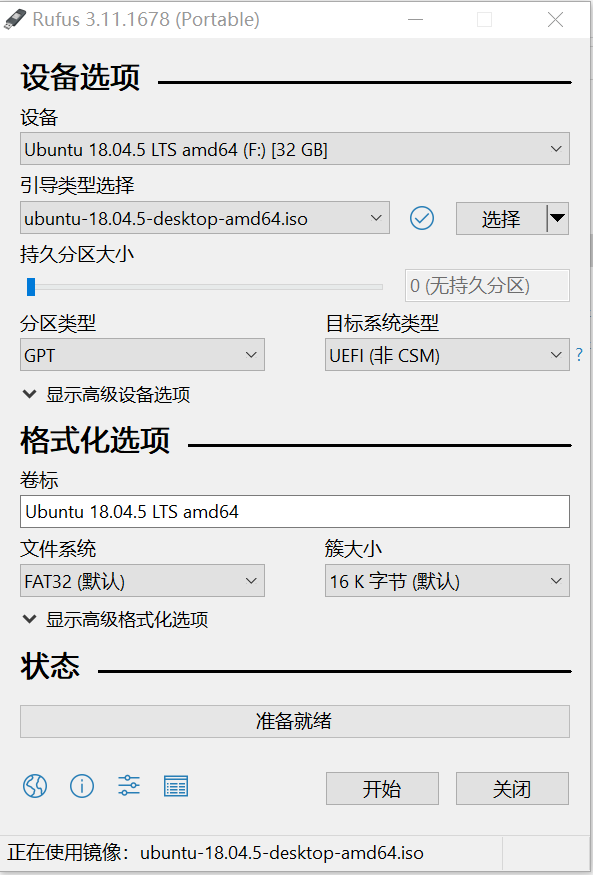 Rufus 3.11.1678 (Portable)
设备选项
设备
Ubuntu 18.04.5 LTS amd64 (F:) [32 GB]
引导类型选择
ubuntu-18.04.5-desktop-amd64.iso
选择
持久分区大小
0 (无持久分区)
分区类型
目标系统类型
GPT
UEFI (非 CSM)
?
显示高级设备选项
格式化选项
卷标
Ubuntu 18.04.5 LTS amd64
文件系统
簇大小
FAT32 (默认)
16 K 字节 (默认)
显示高级格式化选项
状态
准备就绪
开始
关闭
正在使用镜像：ubuntu-18.04.5-desktop-amd64.iso